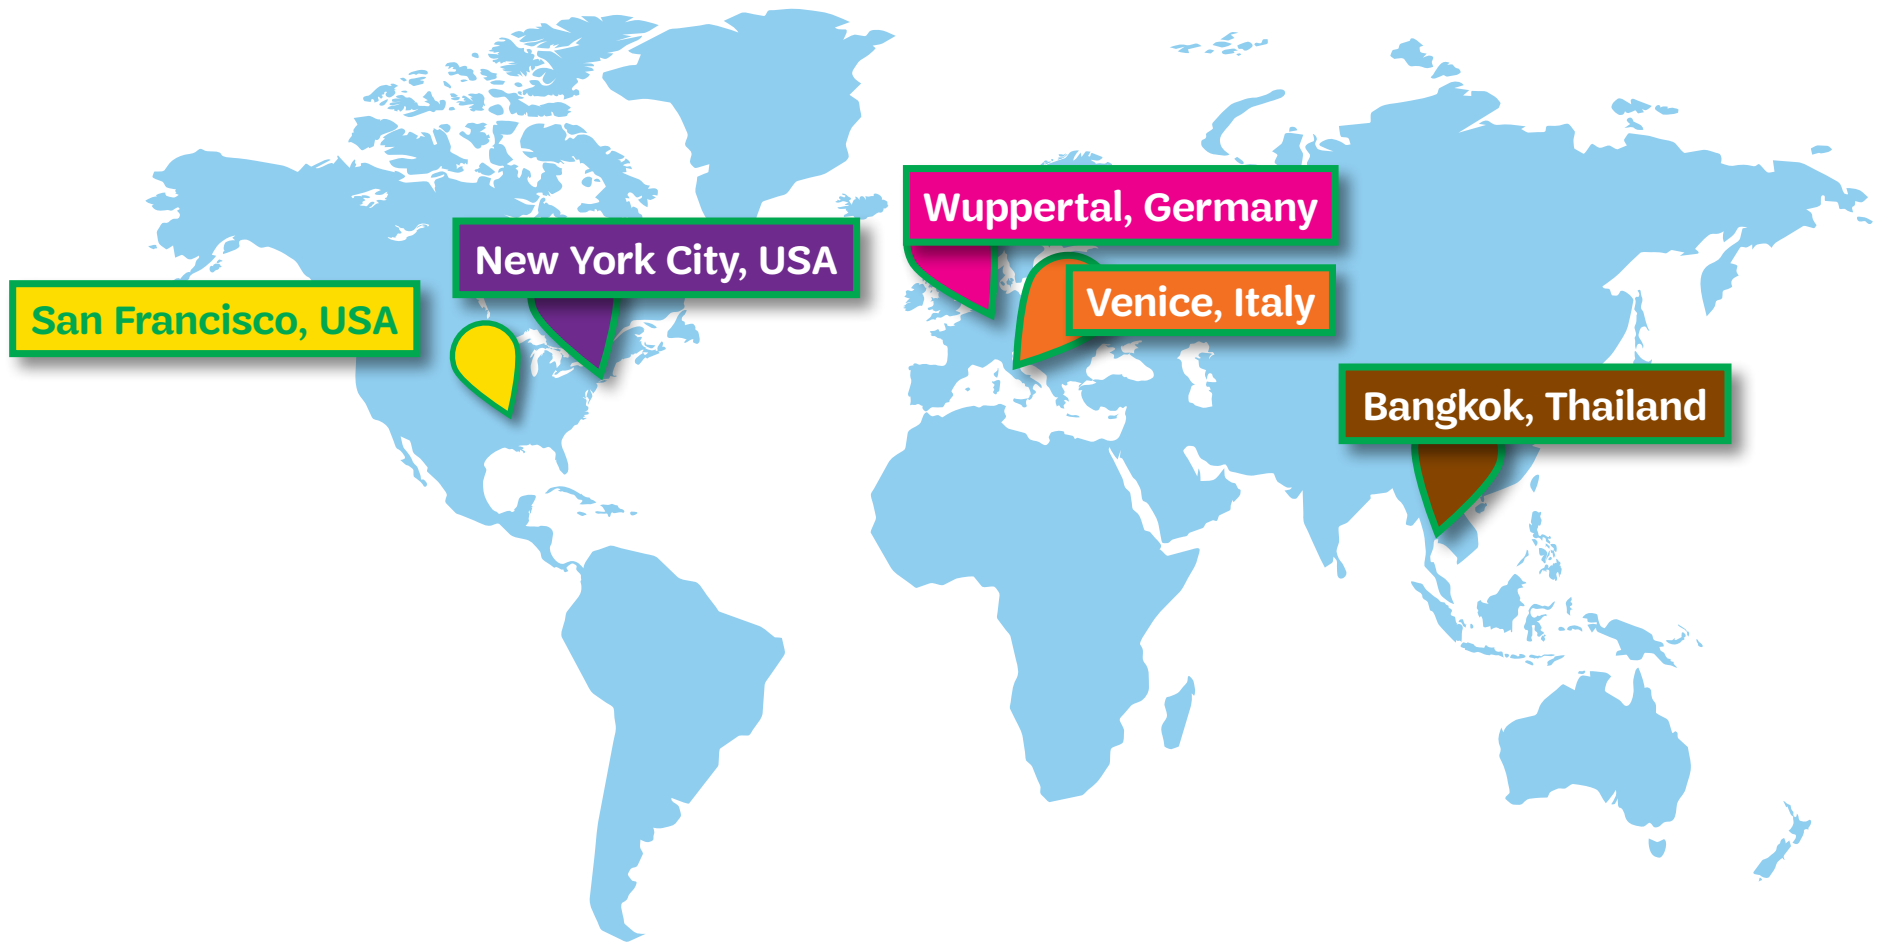 Wuppertal, Germany
New York City, USA
Venice, Italy
San Francisco, USA
Bangkok, Thailand